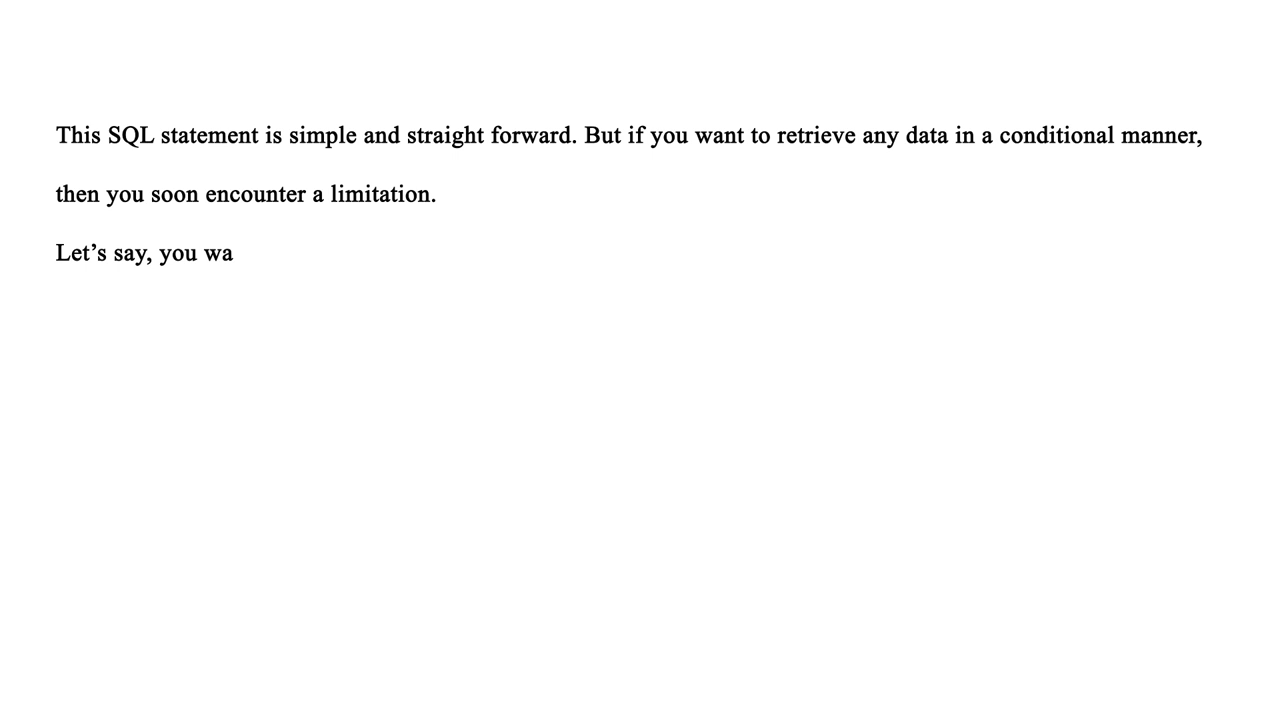 This SQL statement is simple and straight forward. But if you want to retrieve any data in a conditional manner,
then you soon encounter a limitation.
Let’s say, you wa